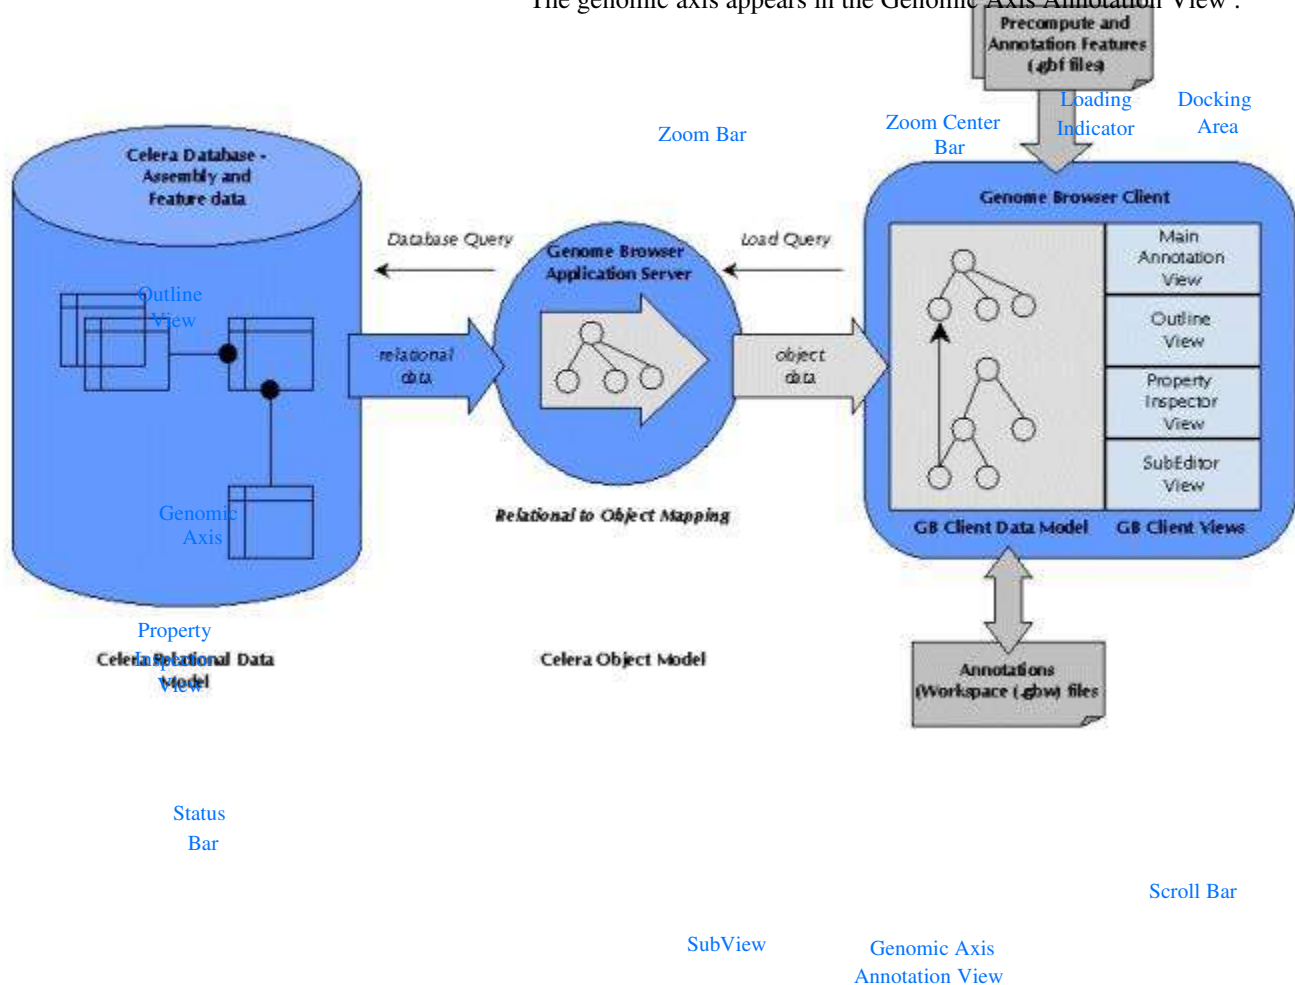 The genomic axis appears in the Genomic Axis Annotation View .
Precompute and
Annotation Features
(.gbf files)
Loading
Indicator
Docking
Area
Zoom Center
Bar
Zoom Bar
Celera Database -
Assembly and
Feature data
Genome Browser Client
Database Query
Load Query
Genome Browser
Application Server
Main
Annotation
View
Outline
View
Outline
View
relational
data
object
data
Property
Inspector
View
SubEditor
View
Genomic
Axis
Relational to Object Mapping
GB Client Data Model
GB Client Views
Property
Inspector
View
Celera Relational Data
Model
Celera Object Model
Annotations
(Workspace (.gbw) files
Status
Bar
Scroll Bar
SubView
Genomic Axis
Annotation View